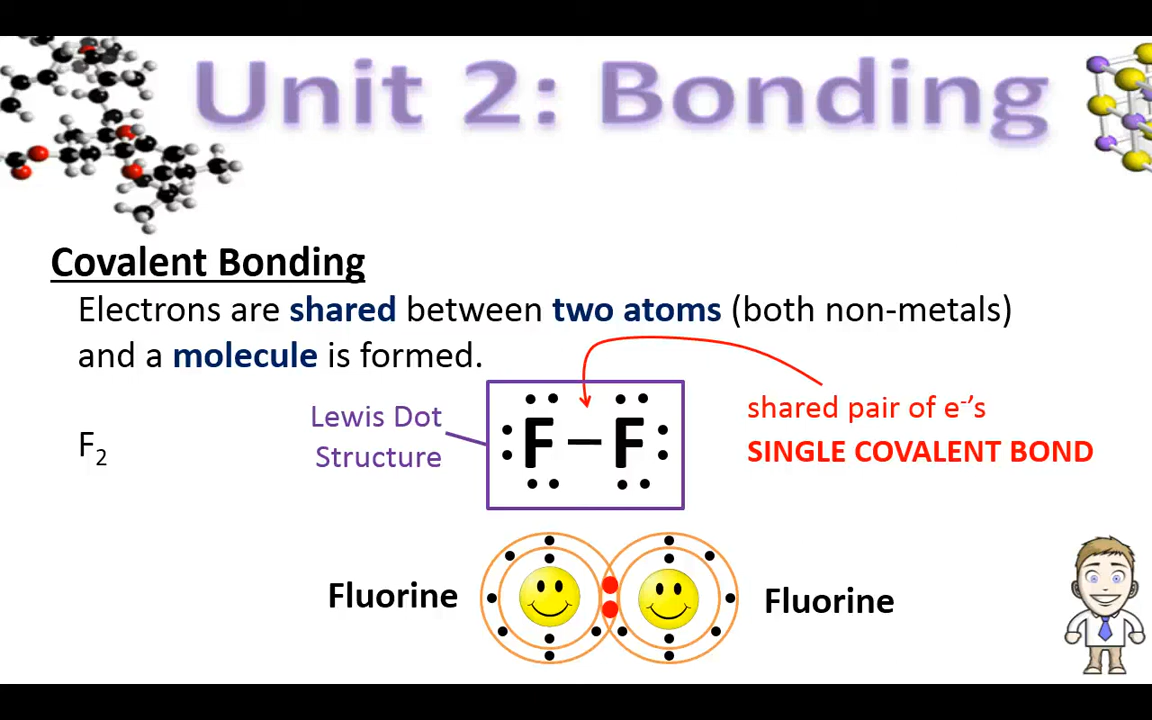 Unit 2: Bonding
Covalent Bonding
Electrons are shared between two atoms (both non-metals)
and a molecule is formed.
Lewis Dot
Structure
F₂
F – F
shared pair of e⁻'s
SINGLE COVALENT BOND
Fluorine
Fluorine